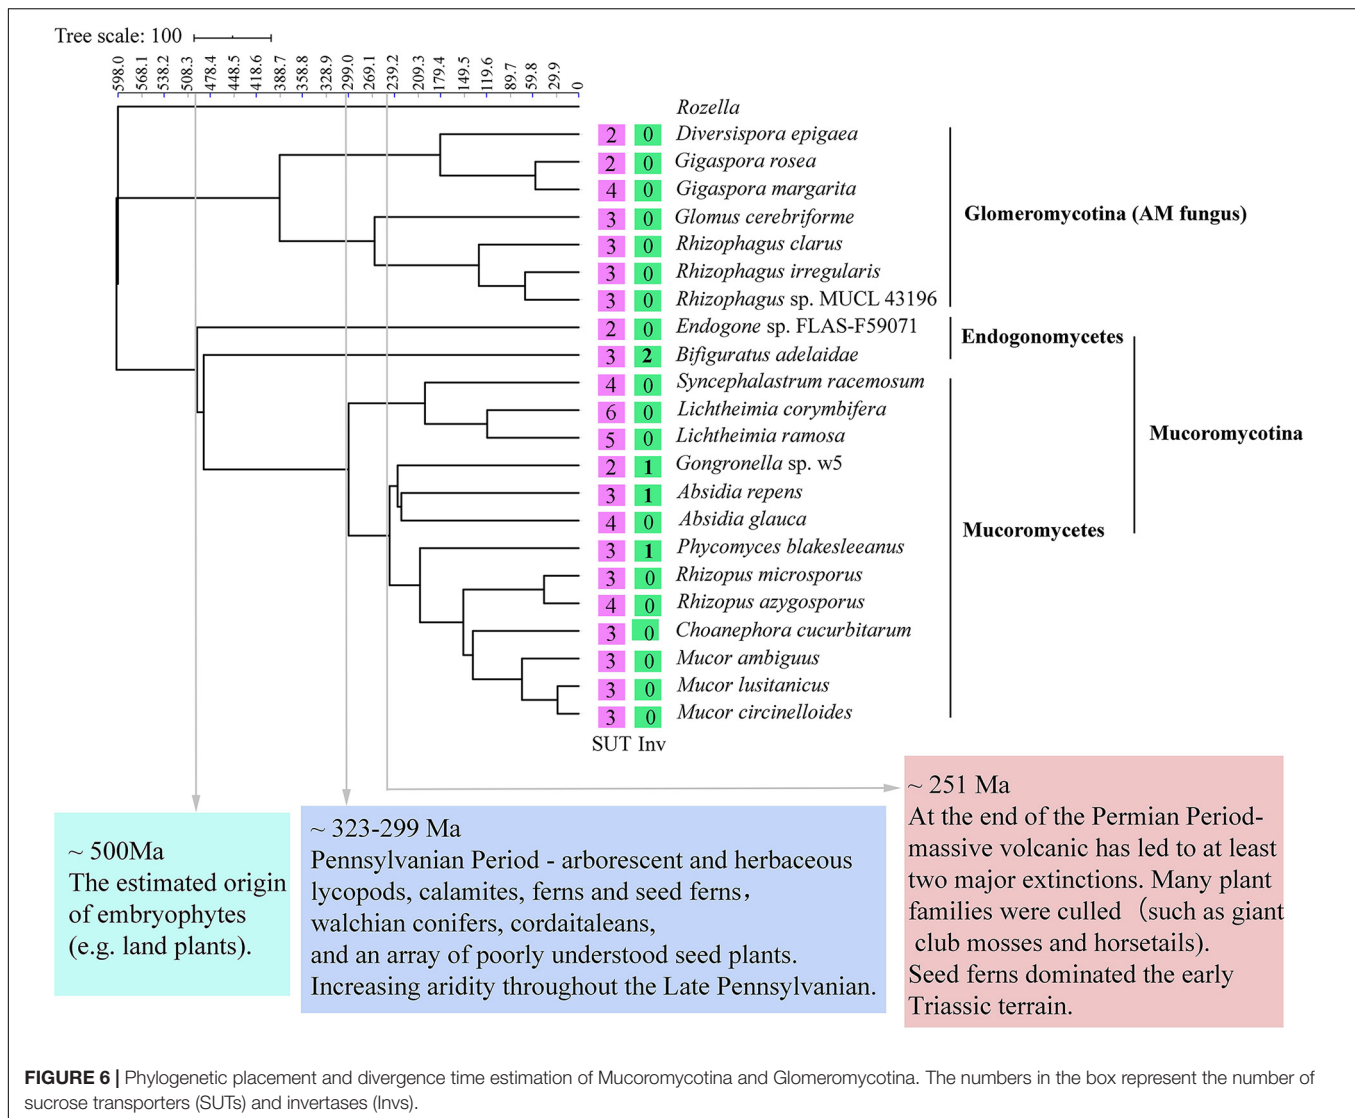 Tree scale: 100
598.0 568.1 538.2 508.3 478.4 448.5 418.6 388.7 358.8 328.9 299.0 269.1 239.2 209.3 179.4 149.5 119.6 89.7 59.8 29.9 0
Rozella
2 0 Diversispora epigaea
2 0 Gigaspora rosea
4 0 Gigaspora margarita
3 0 Glomus cerebriforme
Glomeromycotina (AM fungus)
3 0 Rhizophagus clarus
3 0 Rhizophagus irregularis
3 0 Rhizophagus sp. MUCL 43196
2 0 Endogone sp. FLAS-F59071
Endogonomycetes
3 2 Bifiguratus adelaidae
4 0 Syncephalastrum racemosum
6 0 Lichtheimia corymbifera
5 0 Lichtheimia ramosa
Mucoromycotina
2 1 Gongronella sp. w5
3 1 Absidia repens
4 0 Absidia glauca
Mucoromycetes
3 1 Phycomyces blakesleeanus
3 0 Rhizopus microsporus
4 0 Rhizopus azygosporus
3 0 Choanephora cucurbitarum
3 0 Mucor ambiguus
3 0 Mucor lusitanicus
3 0 Mucor circinelloides
SUT Inv
~ 500Ma
The estimated origin
of embryophytes
(e.g. land plants).
~ 323-299 Ma
Pennsylvanian Period - arborescent and herbaceous
lycopods, calamites, ferns and seed ferns，
walchian conifers, cordaitaleans,
and an array of poorly understood seed plants.
Increasing aridity throughout the Late Pennsylvanian.
~ 251 Ma
At the end of the Permian Period-
massive volcanic has led to at least
two major extinctions. Many plant
families were culled（such as giant
club mosses and horsetails).
Seed ferns dominated the early
Triassic terrain.
FIGURE 6 | Phylogenetic placement and divergence time estimation of Mucoromycotina and Glomeromycotina. The numbers in the box represent the number of
sucrose transporters (SUTs) and invertases (Invs).